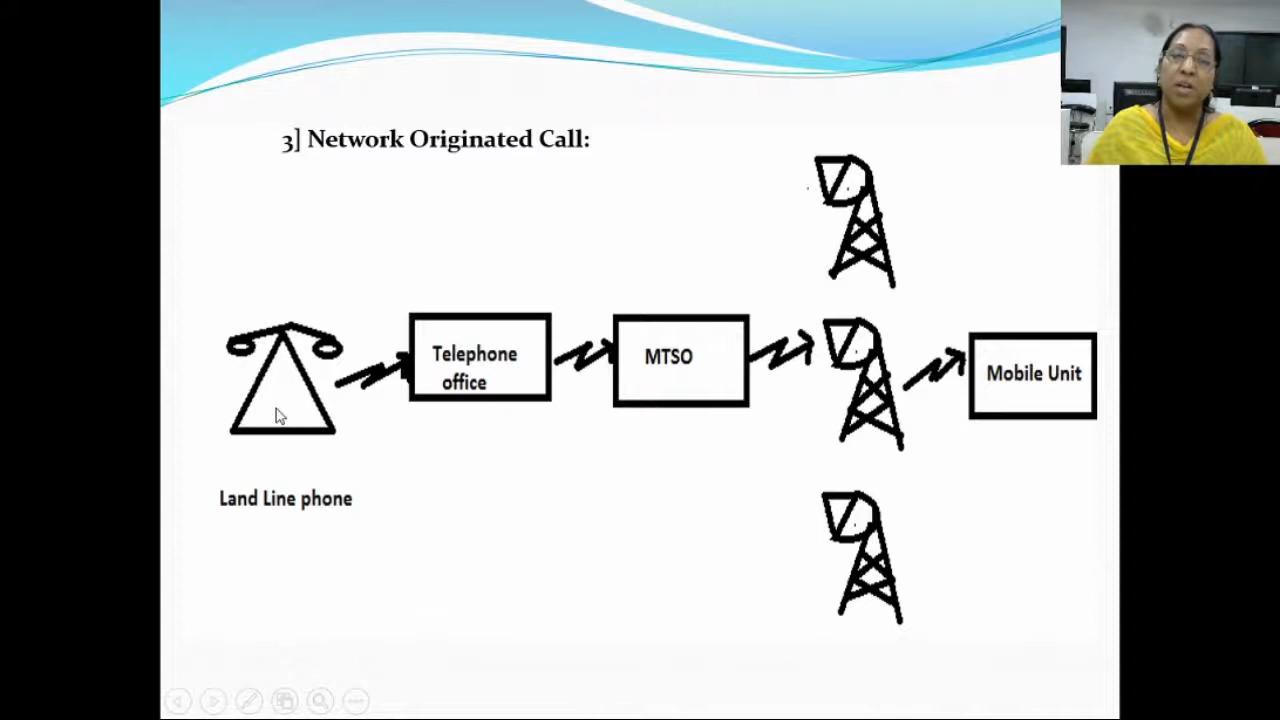 3] Network Originated Call:
Telephone
office
MTSO
Mobile Unit
Land Line phone